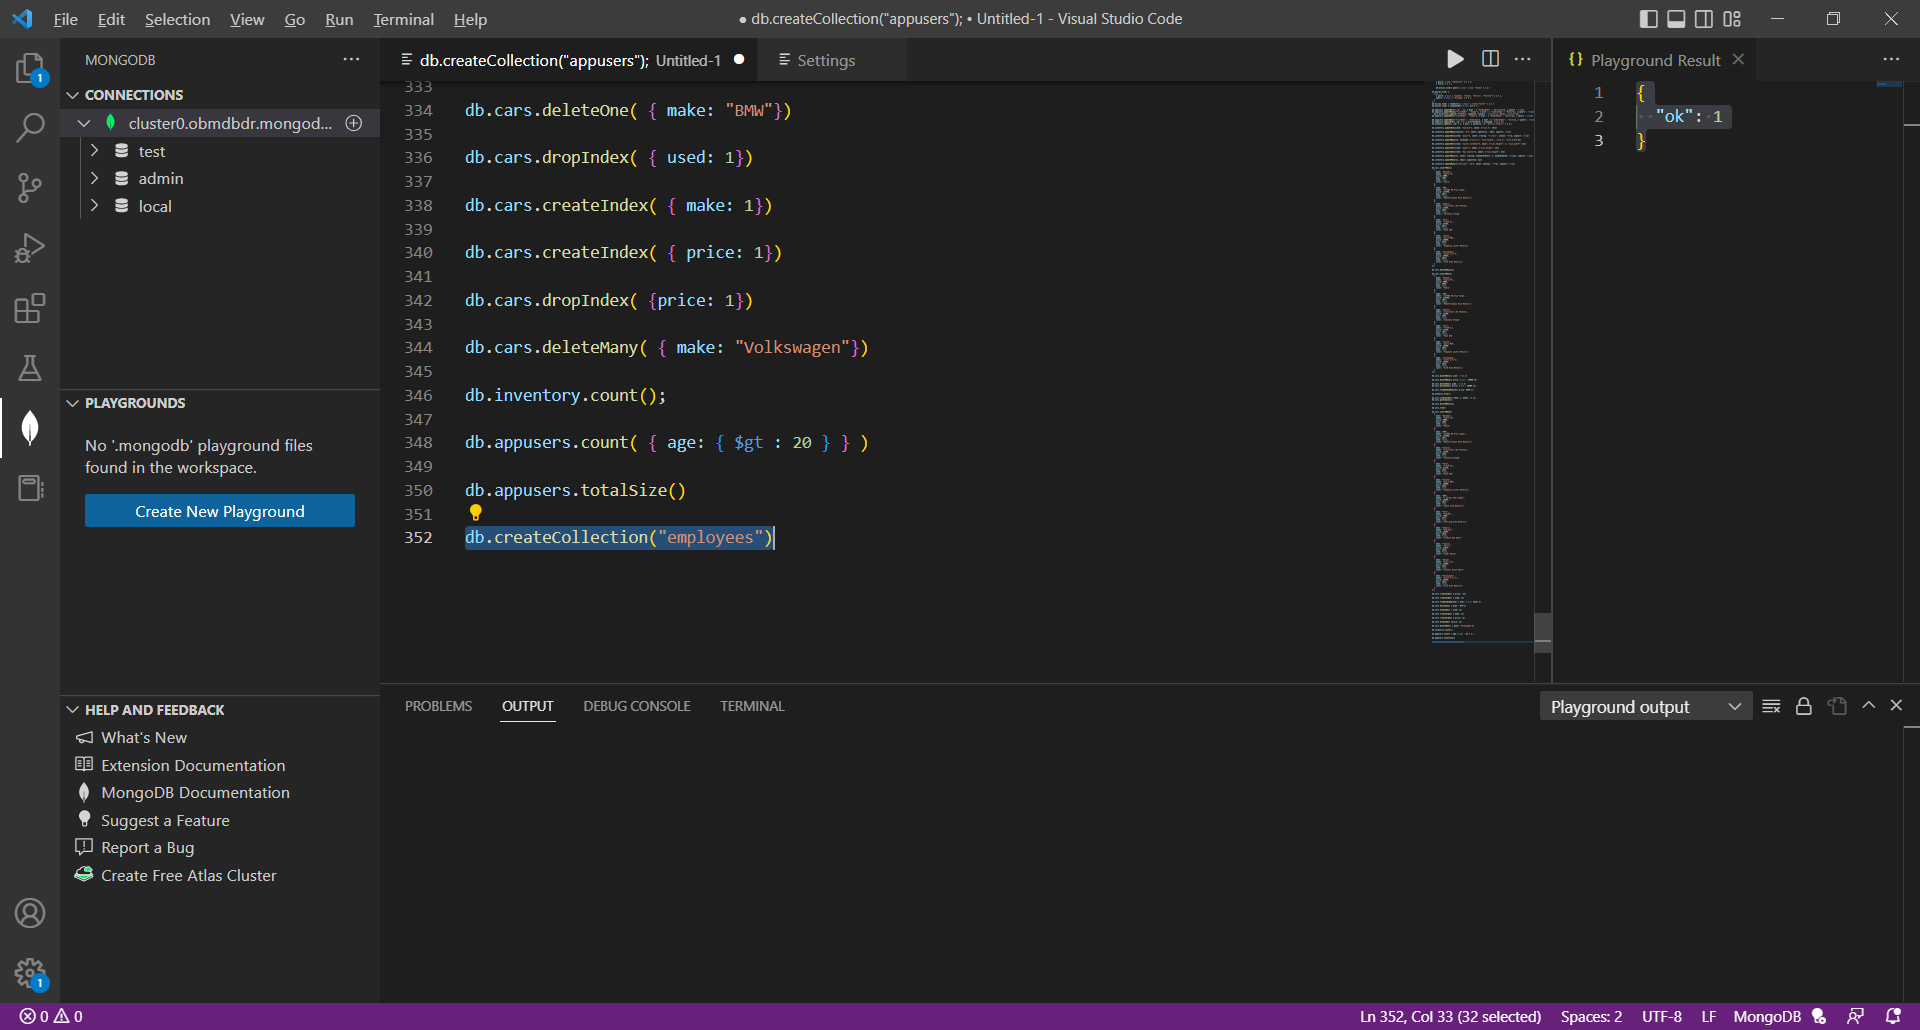 File Edit Selection View Go Run Terminal Help
● db.createCollection("appusers"); • Untitled-1 - Visual Studio Code
MONGODB
CONNECTIONS
cluster0.obmdbdr.mongod...
test
admin
local
PLAYGROUNDS
No '.mongodb' playground files
found in the workspace.
Create New Playground
HELP AND FEEDBACK
What's New
Extension Documentation
MongoDB Documentation
Suggest a Feature
Report a Bug
Create Free Atlas Cluster
1
1
db.createCollection("appusers"); Untitled-1 ●
Settings
333
334 db.cars.deleteOne( { make: "BMW"})
335
336 db.cars.dropIndex( { used: 1})
337
338 db.cars.createIndex( { make: 1})
339
340 db.cars.createIndex( { price: 1})
341
342 db.cars.dropIndex( {price: 1})
343
344 db.cars.deleteMany( { make: "Volkswagen"})
345
346 db.inventory.count();
347
348 db.appusers.count( { age: { $gt : 20 } } )
349
350 db.appusers.totalSize()
351
352 db.createCollection("employees")
{} Playground Result
1 {
2 "ok": 1
3 }
PROBLEMS OUTPUT DEBUG CONSOLE TERMINAL
Playground output
0 0
Ln 352, Col 33 (32 selected) Spaces: 2 UTF-8 LF MongoDB